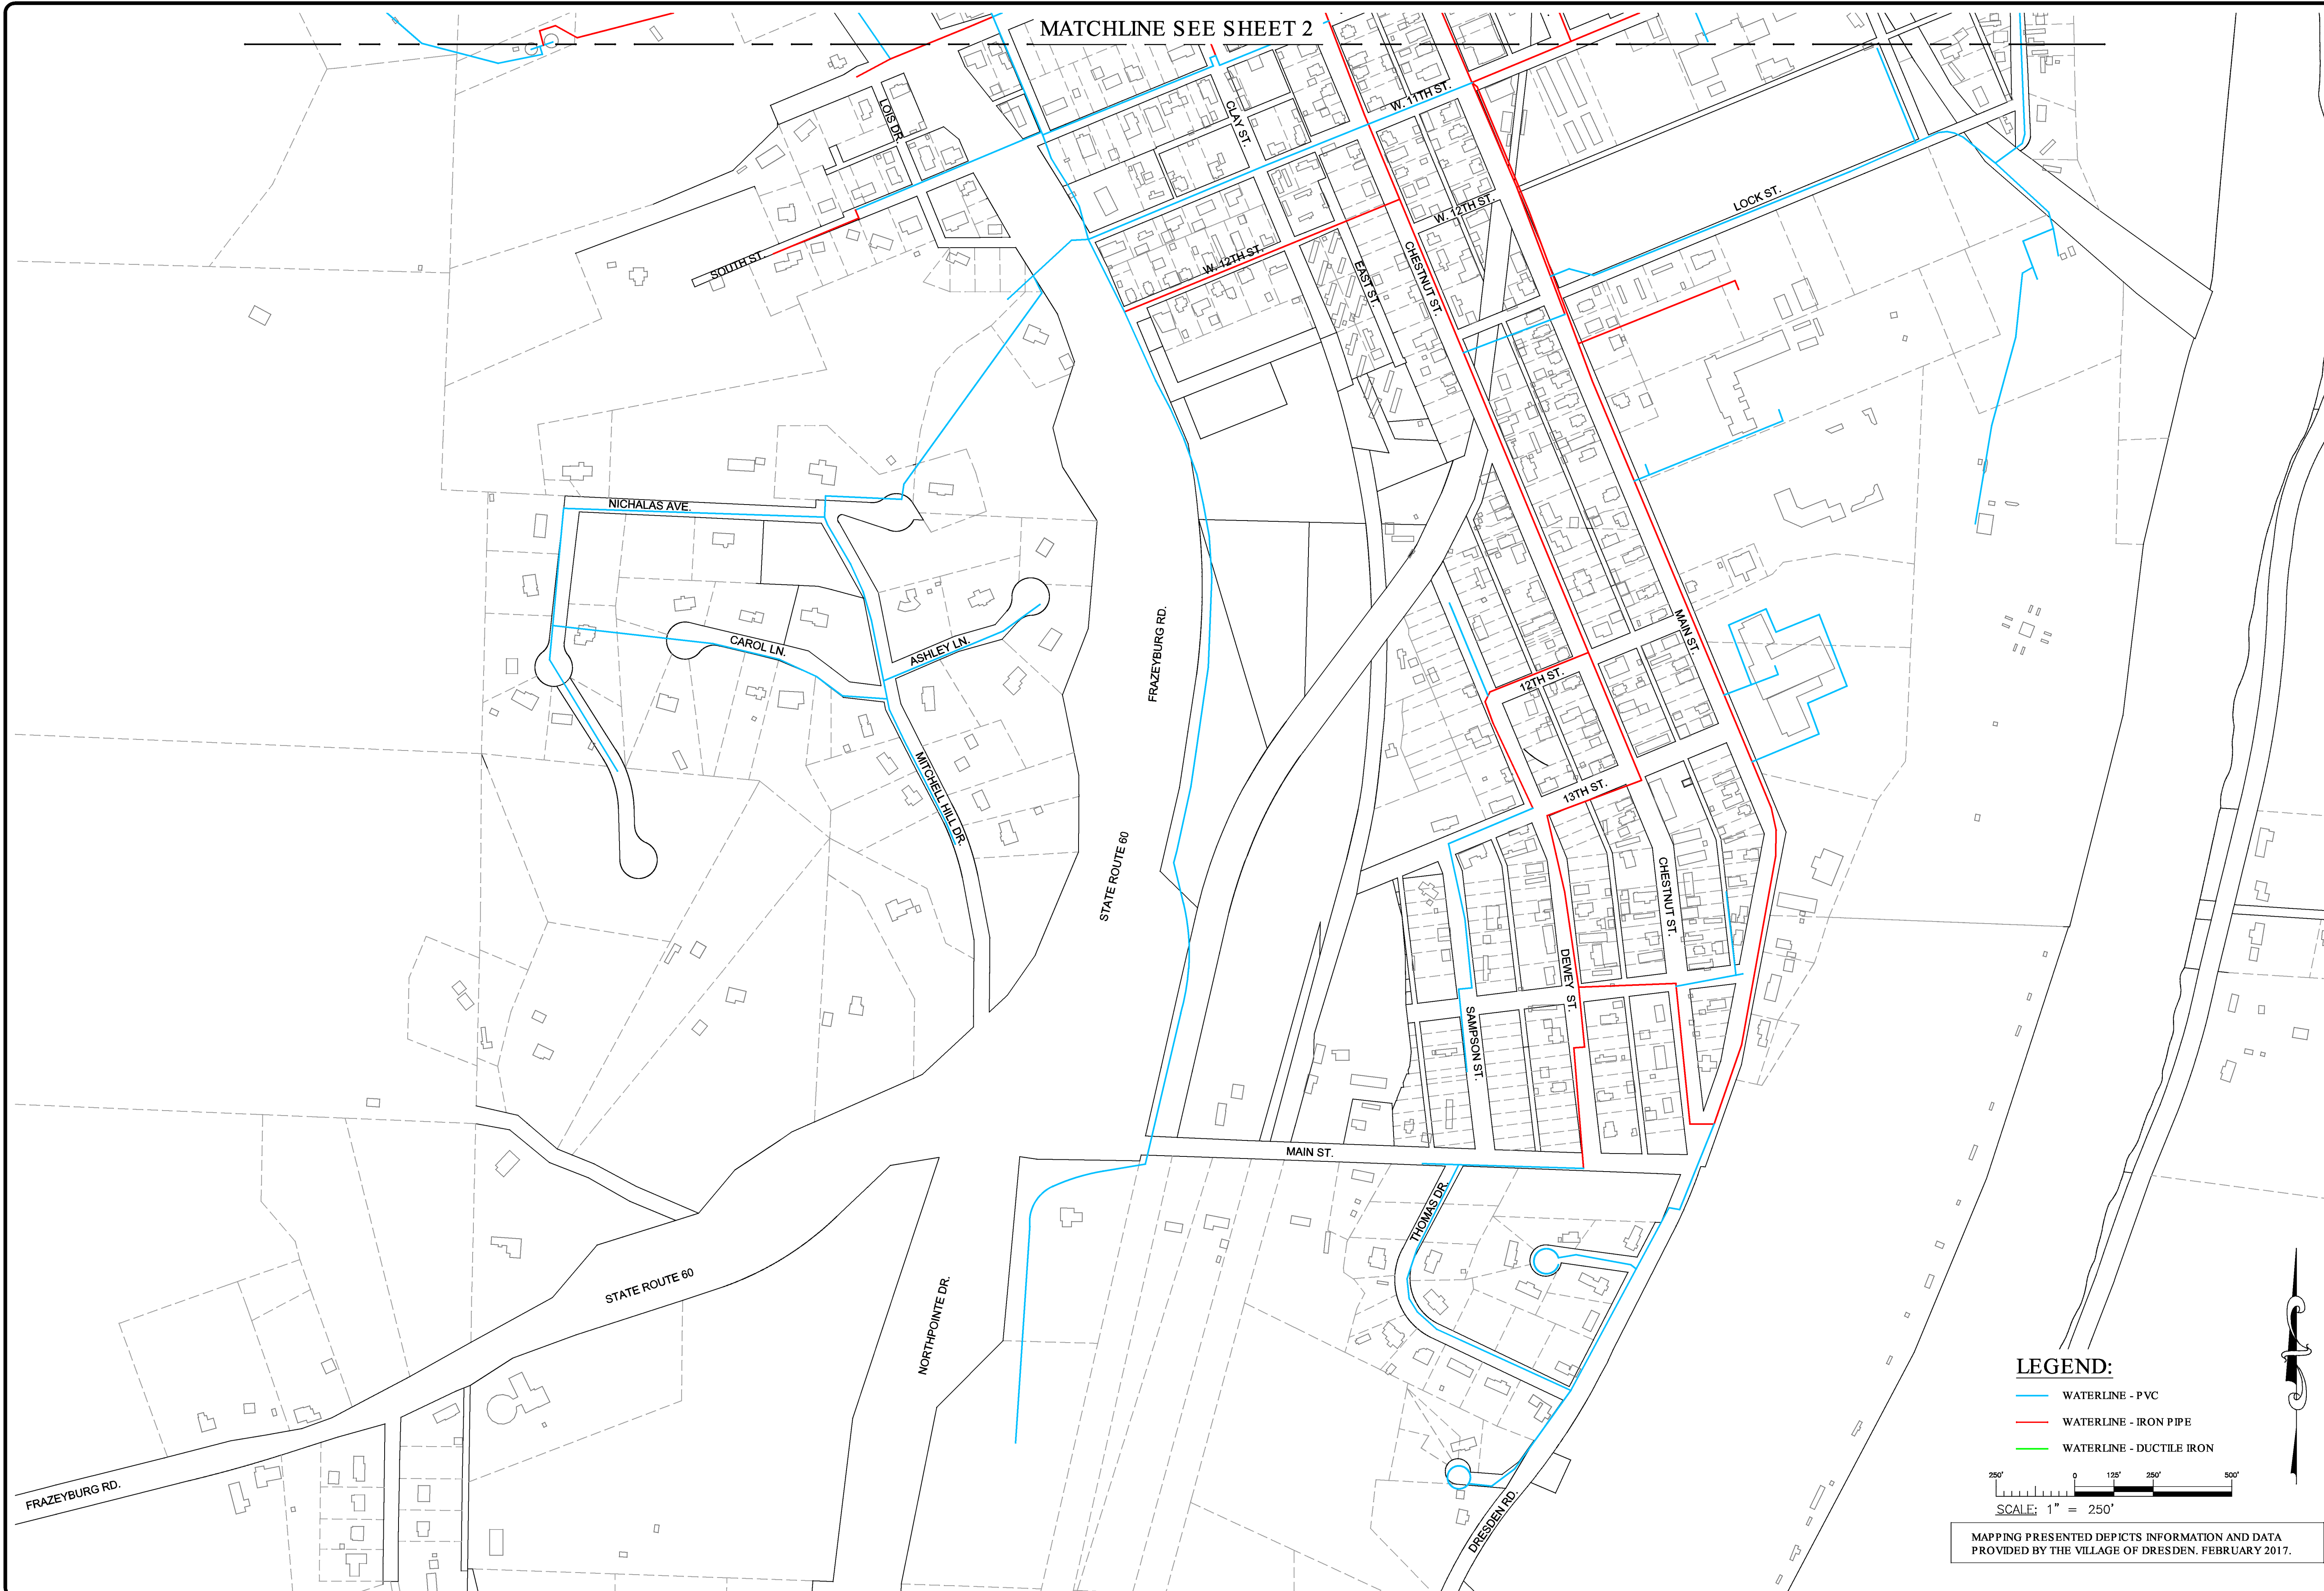 MATCHLINE SEE SHEET 2
LOIS DR.
CLAY ST.
W. 11TH ST.
LOCK ST.
W. 12TH ST.
SOUTH ST.
W. 12TH ST.
EAST ST.
CHESTNUT ST.
NICHALAS AVE.
CAROL LN.
ASHLEY LN.
FRAZEYBURG RD.
MAIN ST.
12TH ST.
MITCHELL HILL DR.
13TH ST.
STATE ROUTE 60
CHESTNUT ST.
DEWEY ST.
SAMPSON ST.
MAIN ST.
THOMAS DR.
STATE ROUTE 60
NORTHPOINTE DR.
FRAZEYBURG RD.
DRESDEN RD.
LEGEND:
WATERLINE - PVC
WATERLINE - IRON PIPE
WATERLINE - DUCTILE IRON
250' 0 125' 250' 500'
SCALE: 1" = 250'
MAPPING PRESENTED DEPICTS INFORMATION AND DATA
PROVIDED BY THE VILLAGE OF DRESDEN. FEBRUARY 2017.